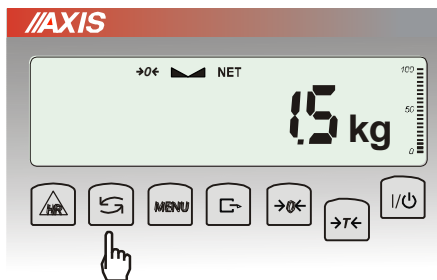 //AXIS
→0← NET
1.5 kg
100
50
0
HR MENU →0← →T← I/